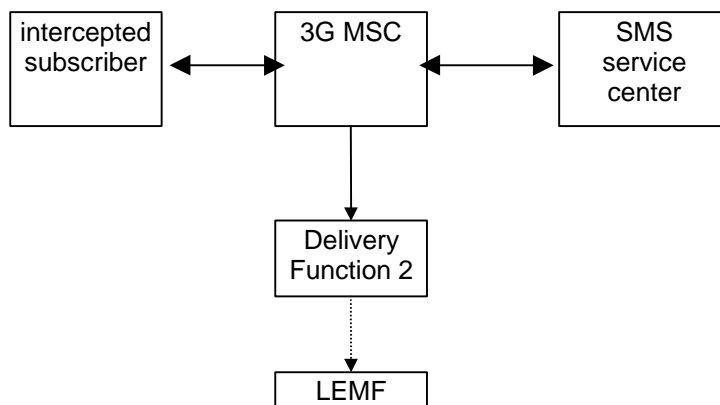 intercepted
subscriber
3G MSC
SMS
service
center
Delivery
Function 2
LEMF